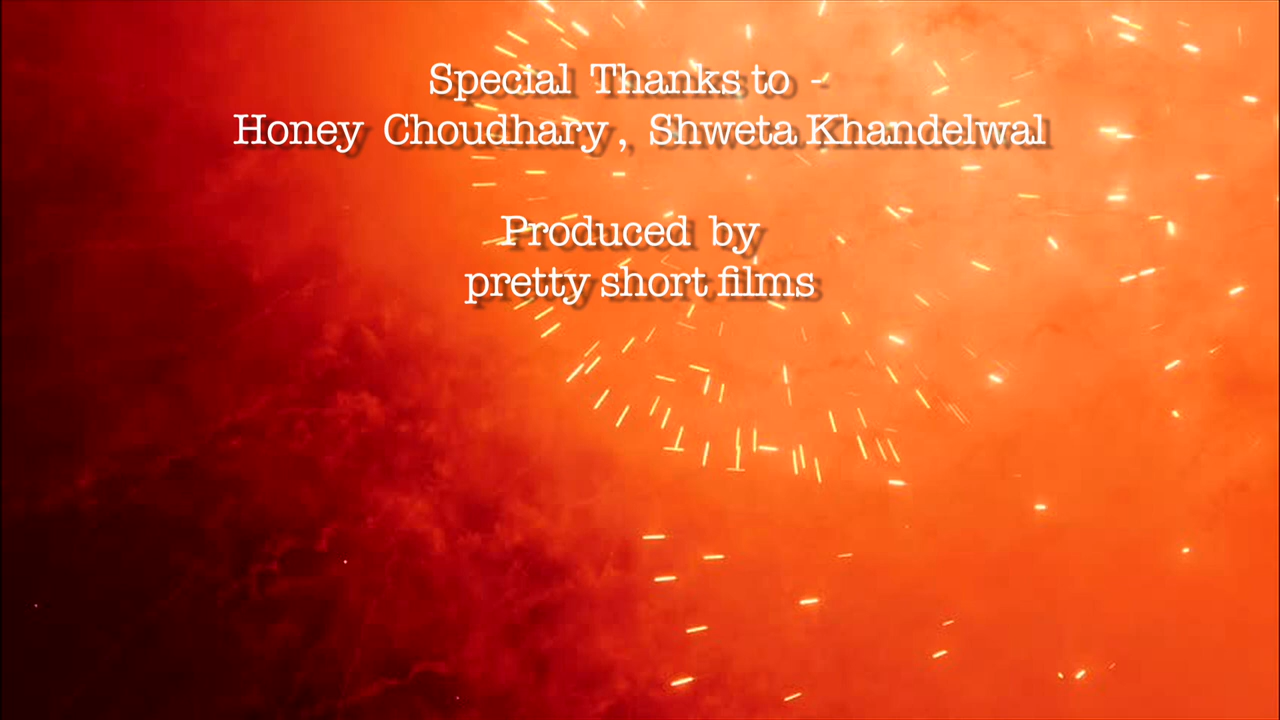 Special Thanks to -
Honey Choudhary, Shweta Khandelwal
Produced by
pretty short films